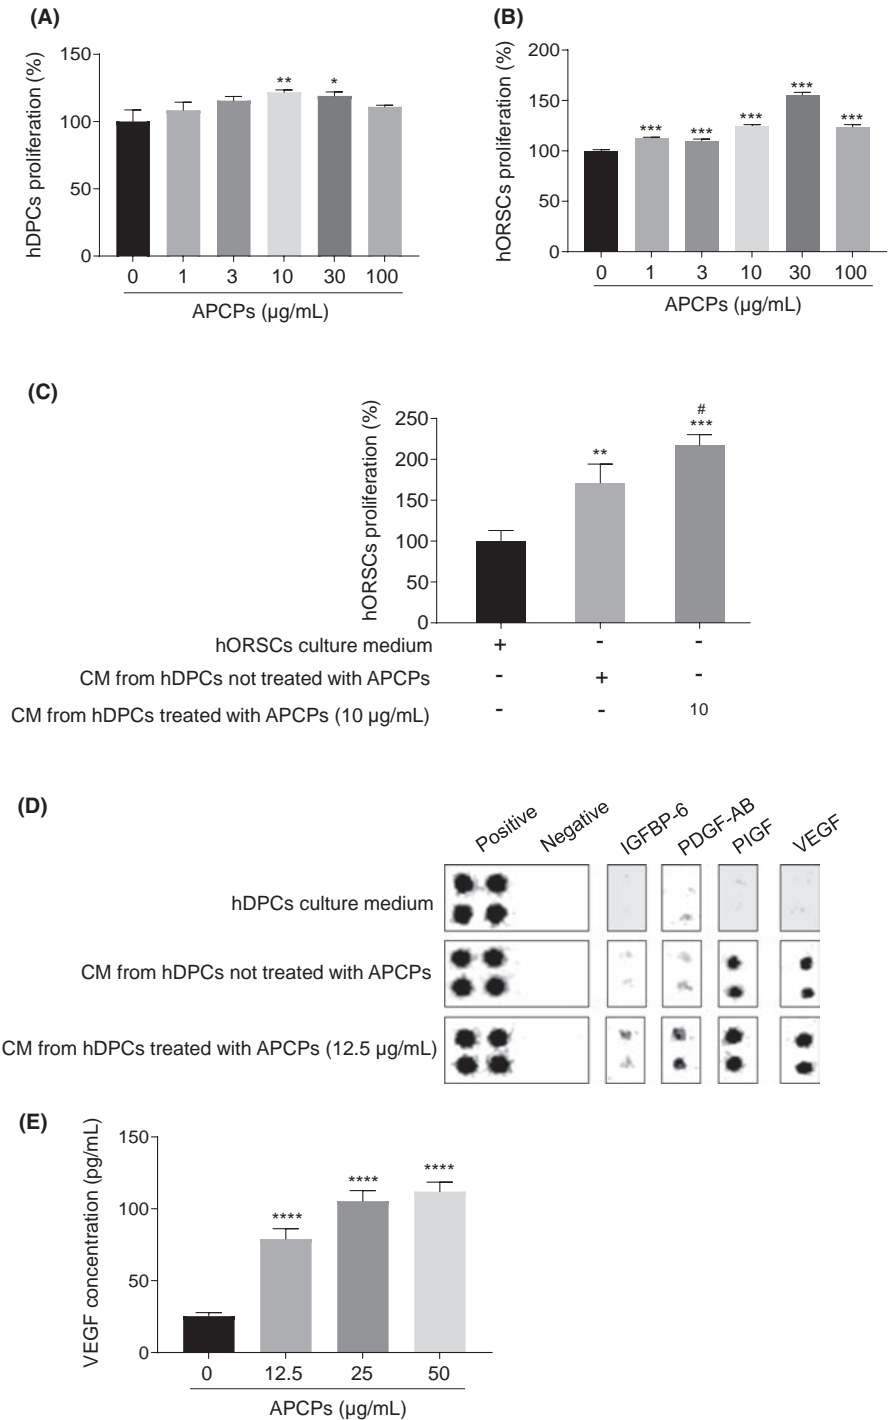 (A)
hDPCs proliferation (%)
150
100
50
0
** *
0 1 3 10 30 100
APCPs (µg/mL)
(B)
hORSCs proliferation (%)
200
150
100
50
0
*** *** *** *** ***
0 1 3 10 30 100
APCPs (µg/mL)
(C)
hORSCs proliferation (%)
250
200
150
100
50
0
**
#
***
hORSCs culture medium + - -
CM from hDPCs not treated with APCPs - + -
CM from hDPCs treated with APCPs (10 µg/mL) - - 10
(D)
Positive Negative IGFBP-6 PDGF-AB PIGF VEGF
hDPCs culture medium
CM from hDPCs not treated with APCPs
CM from hDPCs treated with APCPs (12.5 µg/mL)
(E)
VEGF concentration (pg/mL)
150
100
50
0
**** **** ****
0 12.5 25 50
APCPs (µg/mL)